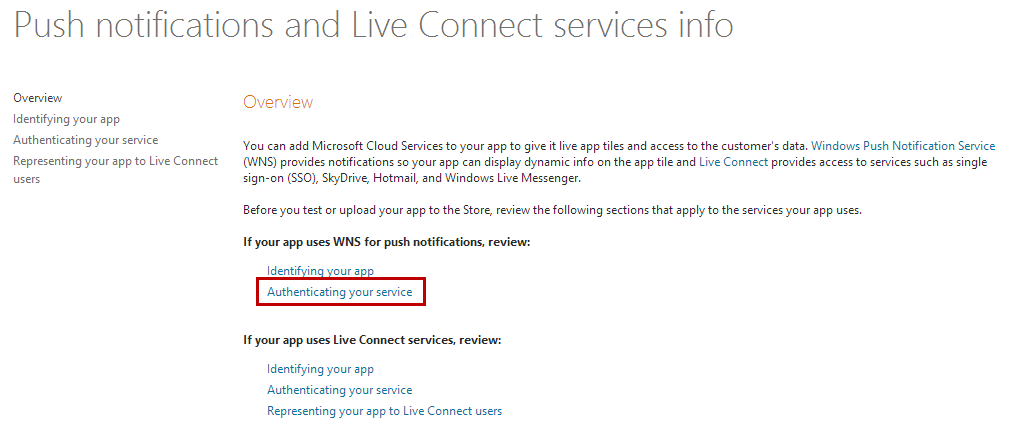 Push notifications and Live Connect services info
Overview
Identifying your app
Authenticating your service
Representing your app to Live Connect
users
Overview
You can add Microsoft Cloud Services to your app to give it live app tiles and access to the customer's data. Windows Push Notification Service
(WNS) provides notifications so your app can display dynamic info on the app tile and Live Connect provides access to services such as single
sign-on (SSO), SkyDrive, Hotmail, and Windows Live Messenger.
Before you test or upload your app to the Store, review the following sections that apply to the services your app uses.
If your app uses WNS for push notifications, review:
Identifying your app
Authenticating your service
If your app uses Live Connect services, review:
Identifying your app
Authenticating your service
Representing your app to Live Connect users